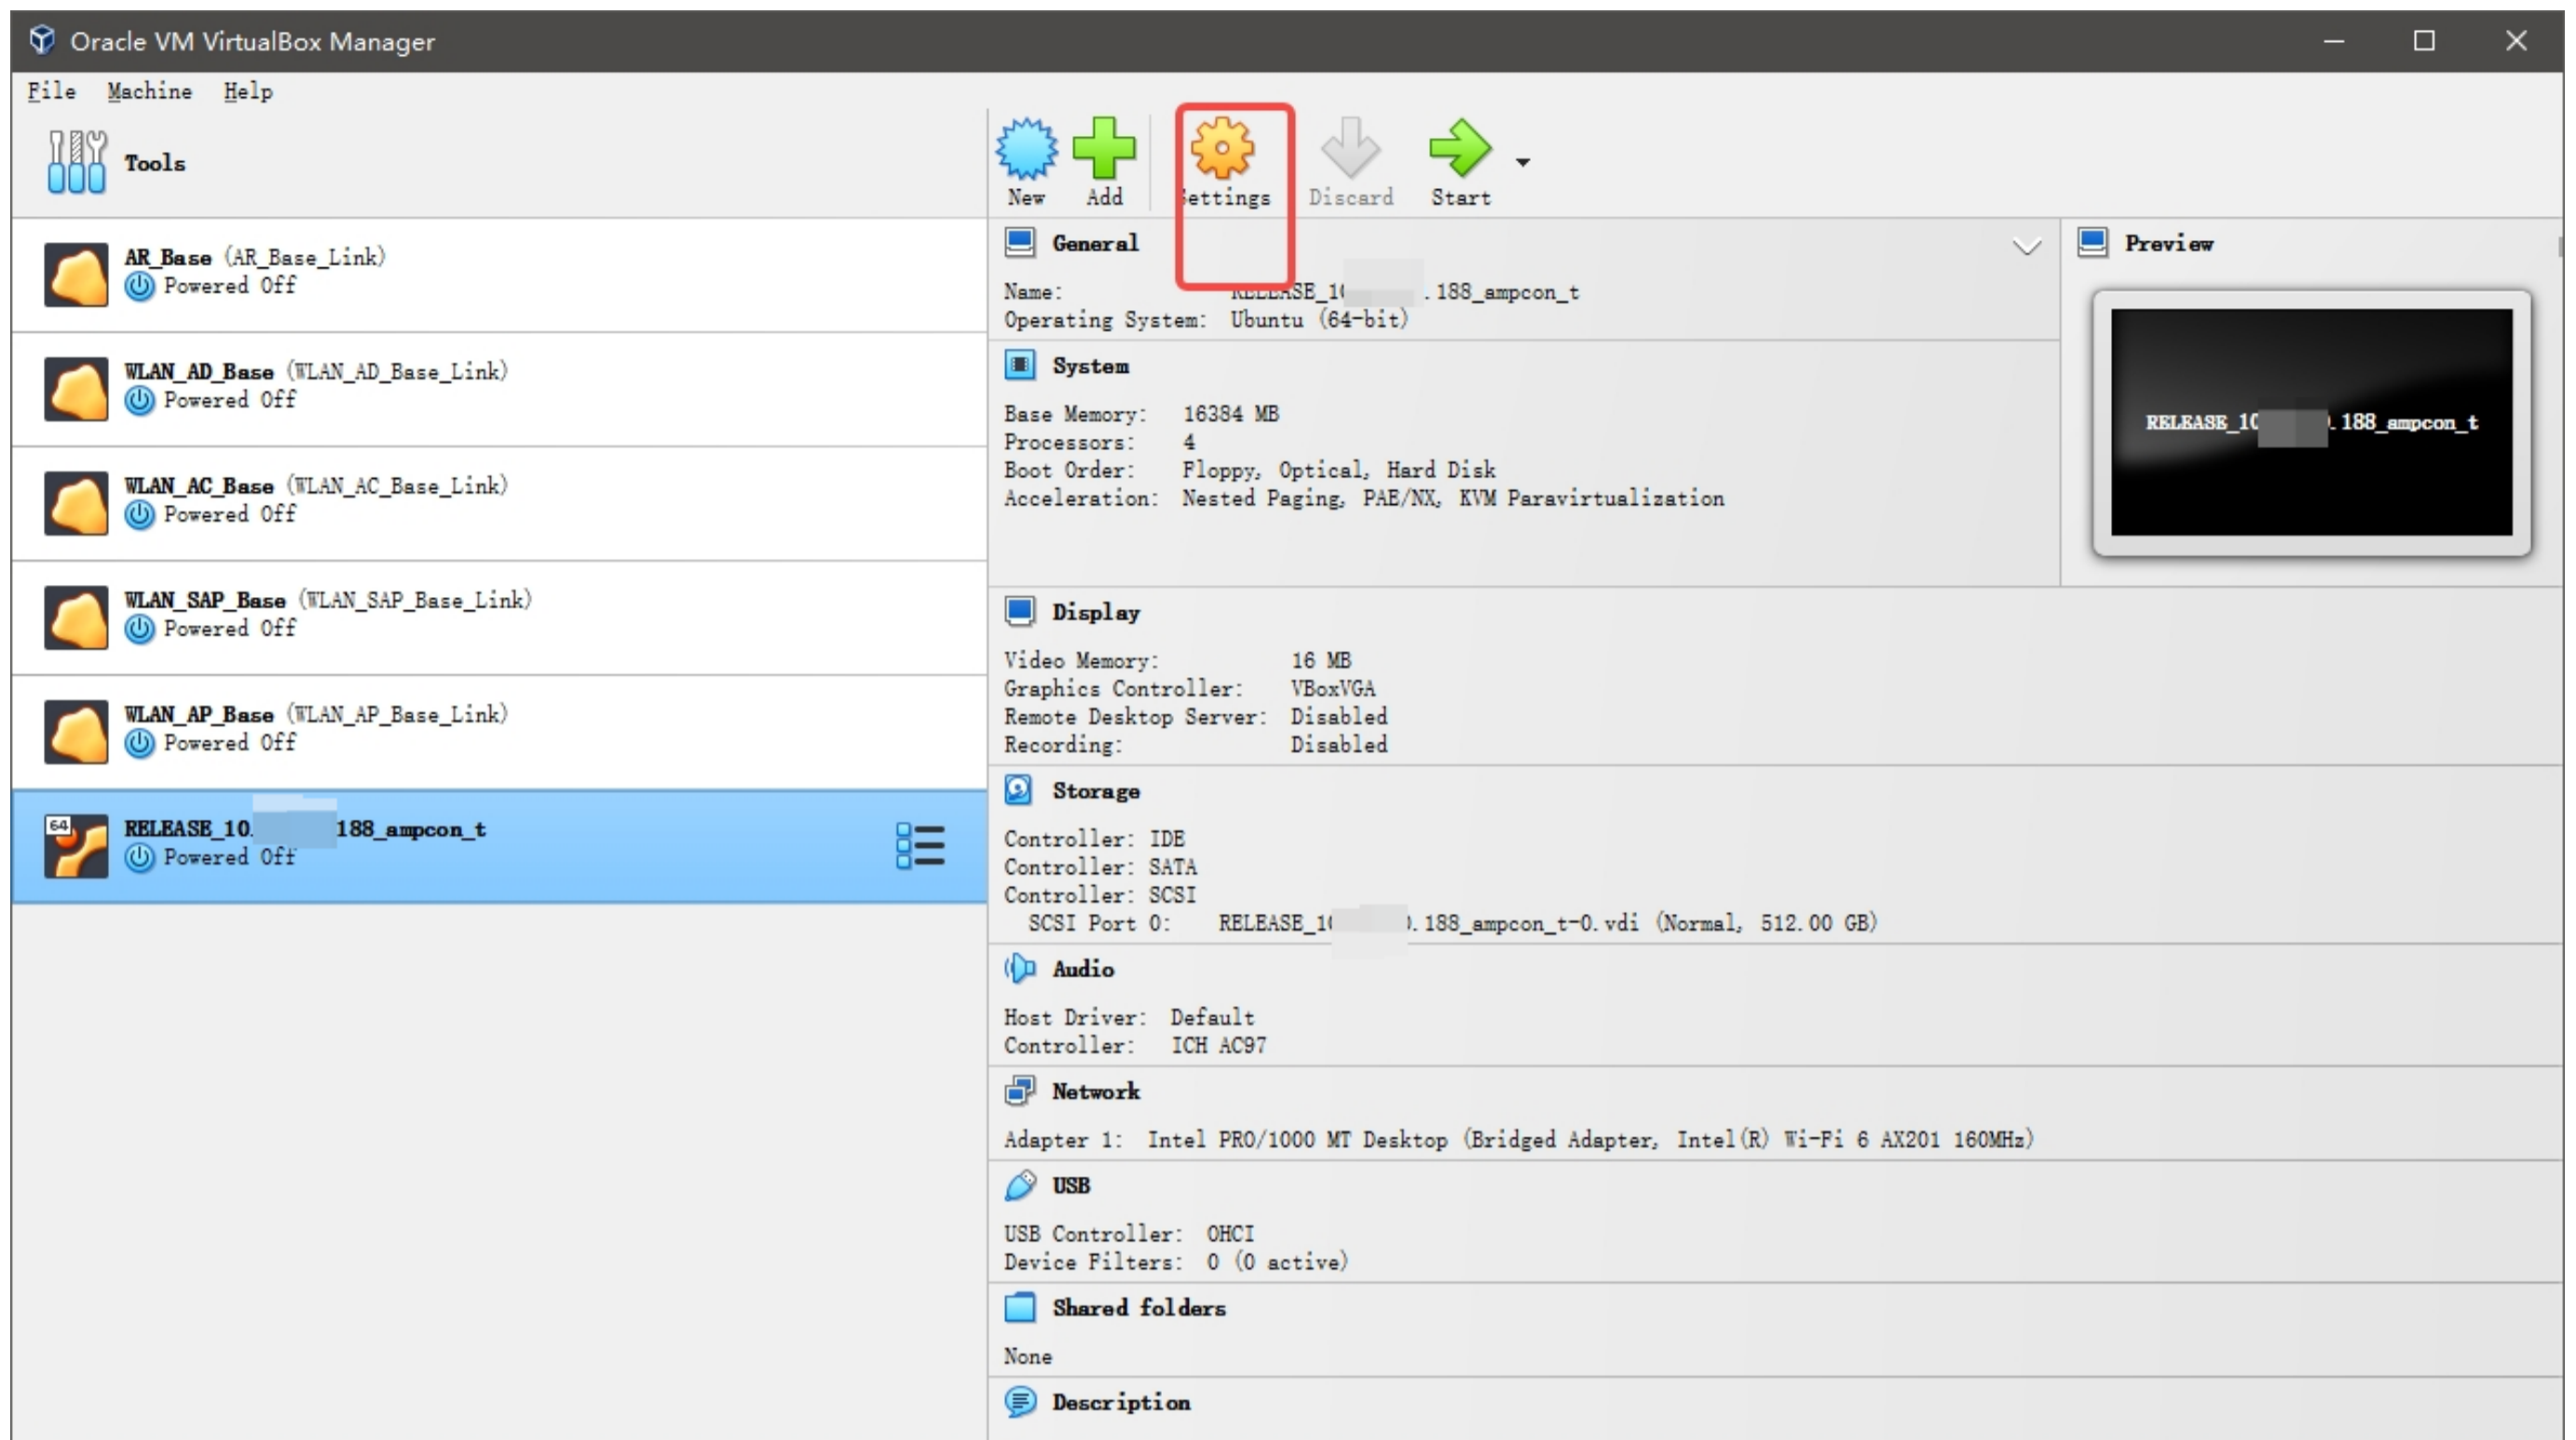 Oracle VM VirtualBox Manager
File Machine Help
Tools
New Add Settings Discard Start
AR_Base (AR_Base_Link)
Powered Off
WLAN_AD_Base (WLAN_AD_Base_Link)
Powered Off
WLAN_AC_Base (WLAN_AC_Base_Link)
Powered Off
WLAN_SAP_Base (WLAN_SAP_Base_Link)
Powered Off
WLAN_AP_Base (WLAN_AP_Base_Link)
Powered Off
64
RELEASE_10. 188_ampcon_t
Powered Off
General
Name: RELEASE_10 .188_ampcon_t
Operating System: Ubuntu (64-bit)
System
Base Memory: 16384 MB
Processors: 4
Boot Order: Floppy, Optical, Hard Disk
Acceleration: Nested Paging, PAE/NX, KVM Paravirtualization
Preview
RELEASE_10 .188_ampcon_t
Display
Video Memory: 16 MB
Graphics Controller: VBoxVGA
Remote Desktop Server: Disabled
Recording: Disabled
Storage
Controller: IDE
Controller: SATA
Controller: SCSI
SCSI Port 0: RELEASE_10 0.188_ampcon_t-0.vdi (Normal, 512.00 GB)
Audio
Host Driver: Default
Controller: ICH AC97
Network
Adapter 1: Intel PRO/1000 MT Desktop (Bridged Adapter, Intel(R) Wi-Fi 6 AX201 160MHz)
USB
USB Controller: OHCI
Device Filters: 0 (0 active)
Shared folders
None
Description